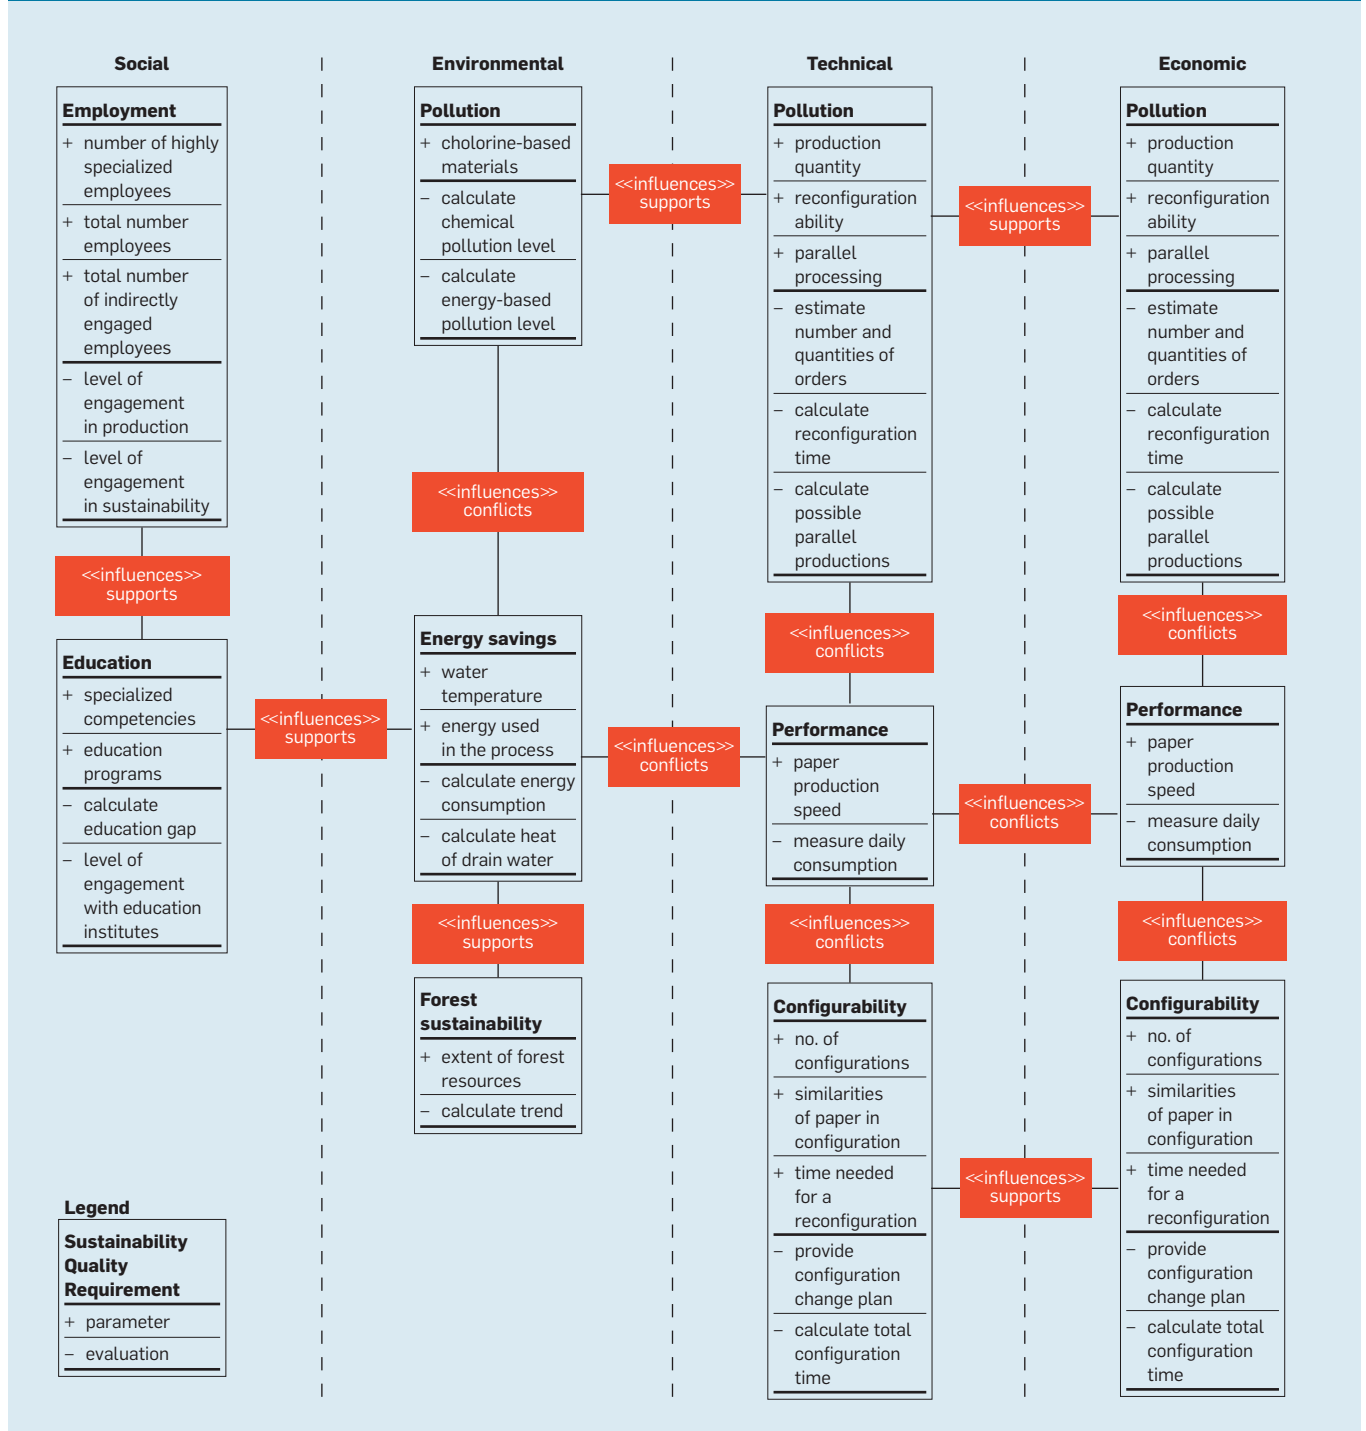 Social
Employment
+ number of highly
specialized
employees
+ total number
employees
+ total number
of indirectly
engaged
employees
– level of
engagement
in production
– level of
engagement
in sustainability
<<influences>>
supports
Education
+ specialized
competencies
+ education
programs
– calculate
education gap
– level of
engagement
with education
institutes
<<influences>>
supports
Environmental
Pollution
+ cholorine-based
materials
– calculate
chemical
pollution level
– calculate
energy-based
pollution level
<<influences>>
conflicts
Energy savings
+ water
temperature
+ energy used
in the process
– calculate energy
consumption
– calculate heat
of drain water
<<influences>>
supports
Forest
sustainability
+ extent of forest
resources
– calculate trend
<<influences>>
supports
<<influences>>
conflicts
Technical
Pollution
+ production
quantity
+ reconfiguration
ability
+ parallel
processing
– estimate
number and
quantities of
orders
– calculate
reconfiguration
time
– calculate
possible
parallel
productions
<<influences>>
conflicts
Performance
+ paper
production
speed
– measure daily
consumption
<<influences>>
conflicts
Configurability
+ no. of
configurations
+ similarities
of paper in
configuration
+ time needed
for a
reconfiguration
– provide
configuration
change plan
– calculate total
configuration
time
<<influences>>
supports
<<influences>>
conflicts
<<influences>>
supports
Economic
Pollution
+ production
quantity
+ reconfiguration
ability
+ parallel
processing
– estimate
number and
quantities of
orders
– calculate
reconfiguration
time
– calculate
possible
parallel
productions
<<influences>>
conflicts
Performance
+ paper
production
speed
– measure daily
consumption
<<influences>>
conflicts
Configurability
+ no. of
configurations
+ similarities
of paper in
configuration
+ time needed
for a
reconfiguration
– provide
configuration
change plan
– calculate total
configuration
time
Legend
Sustainability
Quality
Requirement
+ parameter
– evaluation